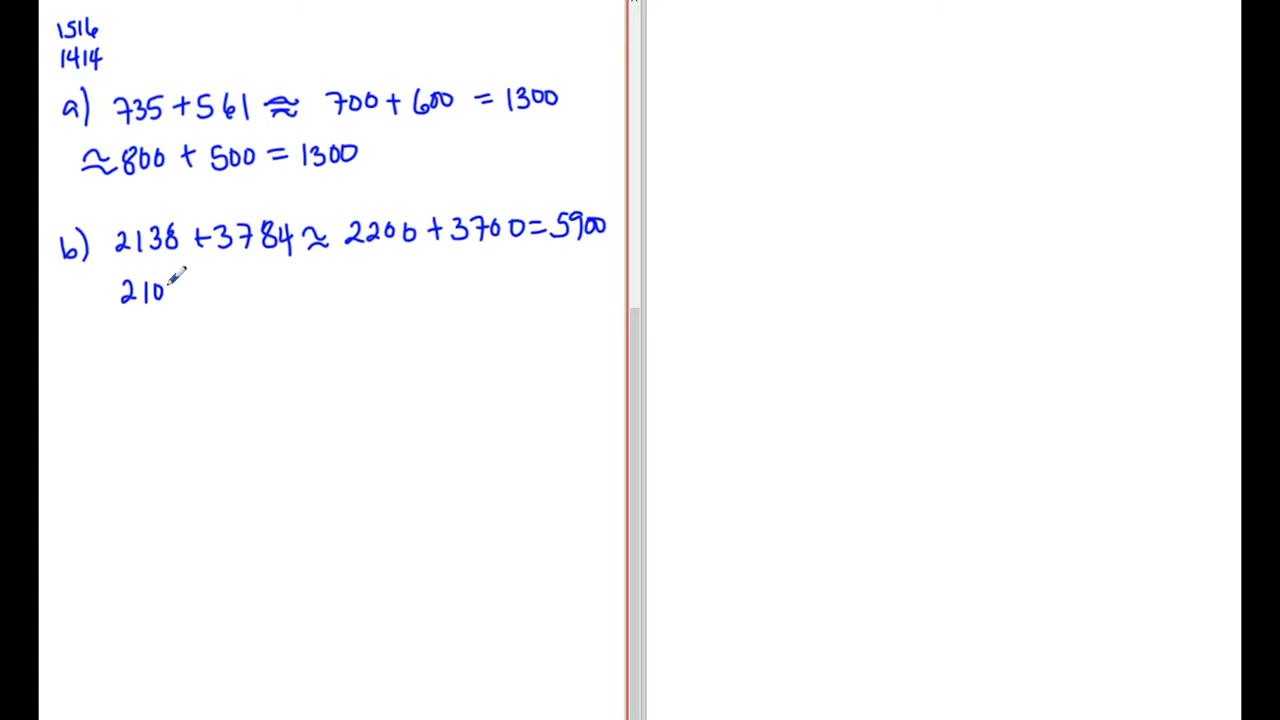 1516
1414
a) 735 + 561 ≈ 700 + 600 = 1300
≈ 800 + 500 = 1300
b) 2138 + 3784 ≈ 2200 + 3700 = 5900
210